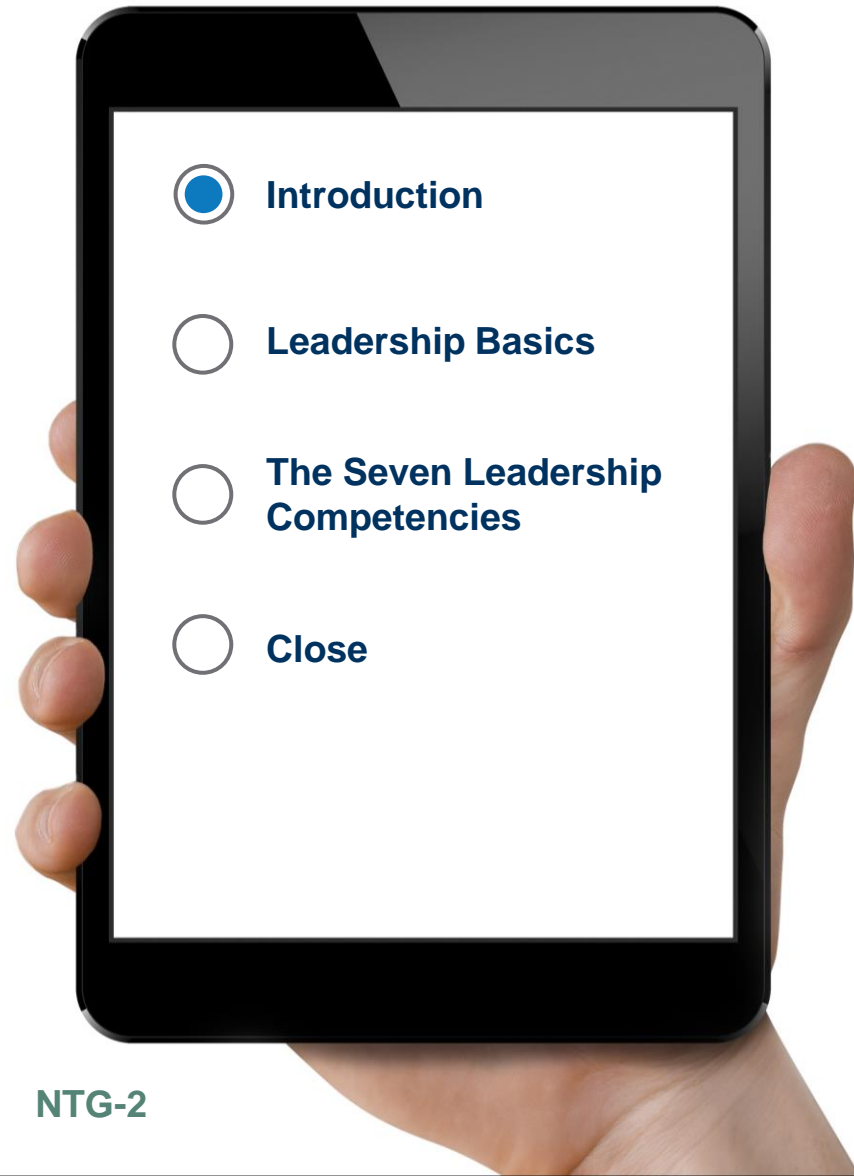 Introduction
Leadership Basics
The Seven Leadership
Competencies
Close
NTG-2